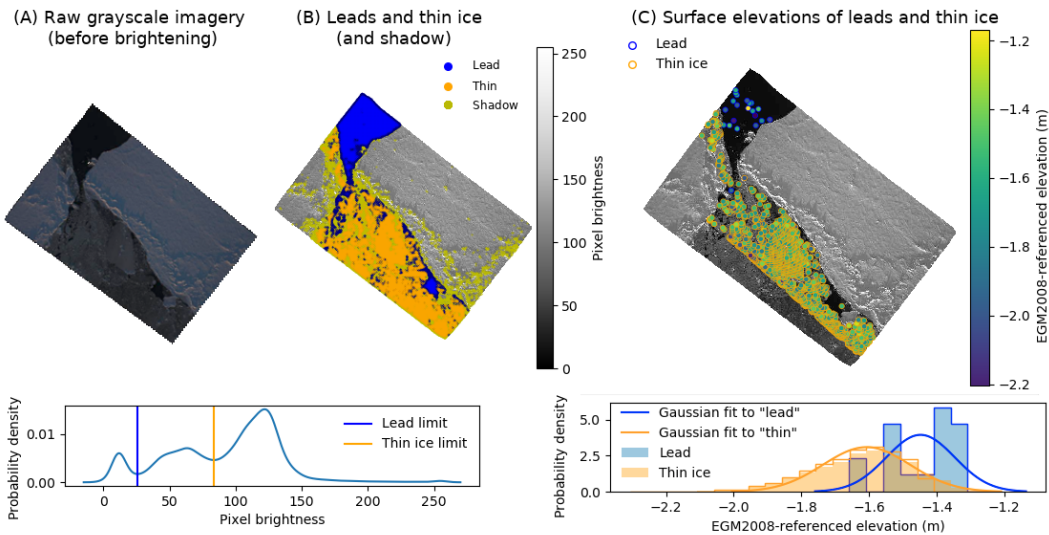 (A) Raw grayscale imagery
(before brightening)
(B) Leads and thin ice
(and shadow)
Lead
Thin
Shadow
250
200
150
100
50
0
Pixel brightness
(C) Surface elevations of leads and thin ice
Lead
Thin ice
−1.2
−1.4
−1.6
−1.8
−2.0
−2.2
EGM2008-referenced elevation (m)
Probability density
0.01
0.00
Lead limit
Thin ice limit
0
50
100
150
200
250
Pixel brightness
Probability density
5.0
2.5
0.0
Gaussian fit to "lead"
Gaussian fit to "thin"
Lead
Thin ice
−2.2
−2.0
−1.8
−1.6
−1.4
−1.2
EGM2008-referenced elevation (m)